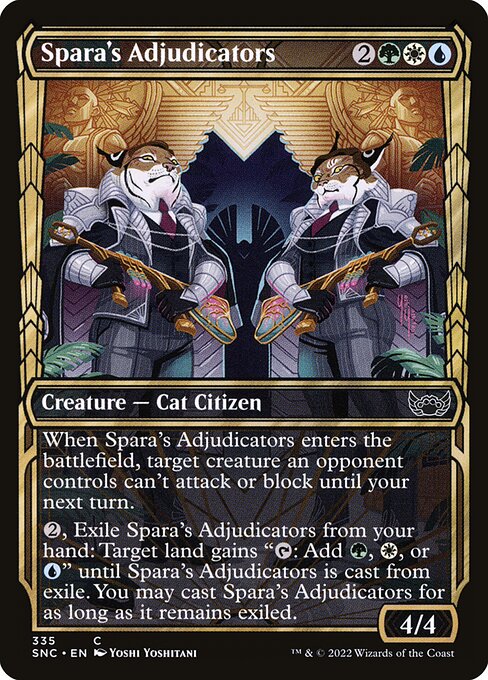 Spara's Adjudicators 2
Creature — Cat Citizen
When Spara's Adjudicators enters the
battlefield, target creature an opponent
controls can't attack or block until your
next turn.
2, Exile Spara's Adjudicators from your
hand: Target land gains “: Add , , or
” until Spara's Adjudicators is cast from
exile. You may cast Spara's Adjudicators for
as long as it remains exiled.
4/4
335 C
SNC • EN Yoshi Yoshitani
™ & © 2022 Wizards of the Coast